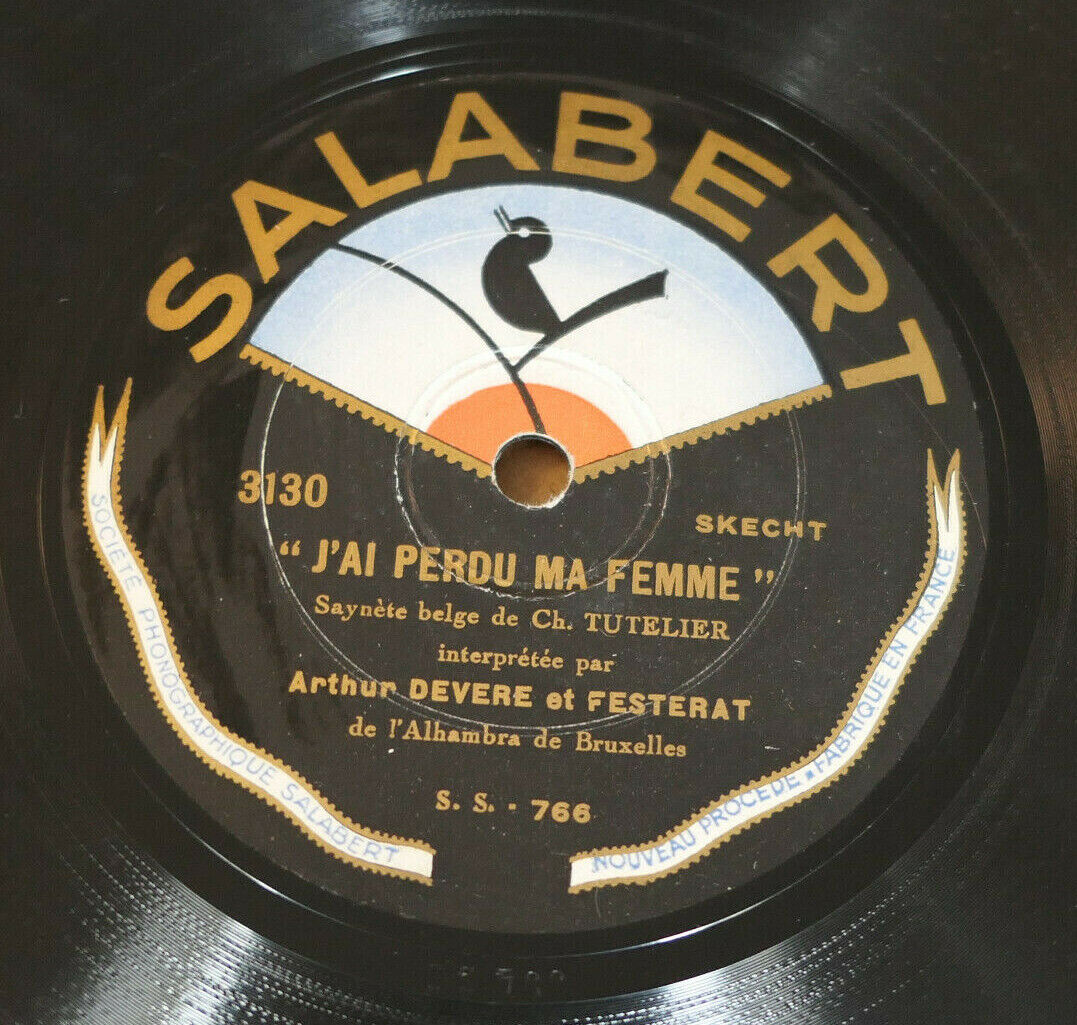 SALABERT
3130
SKECHT
“ J'AI PERDU MA FEMME ”
Saynète belge de Ch. TUTELIER
interprétée par
Arthur DEVERE et FESTERAT
de l'Alhambra de Bruxelles
S. S. - 766
SOCIÉTÉ PHONOGRAPHIQUE SALABERT
NOUVEAU PROCÉDÉ ▪ FABRIQUÉ EN FRANCE